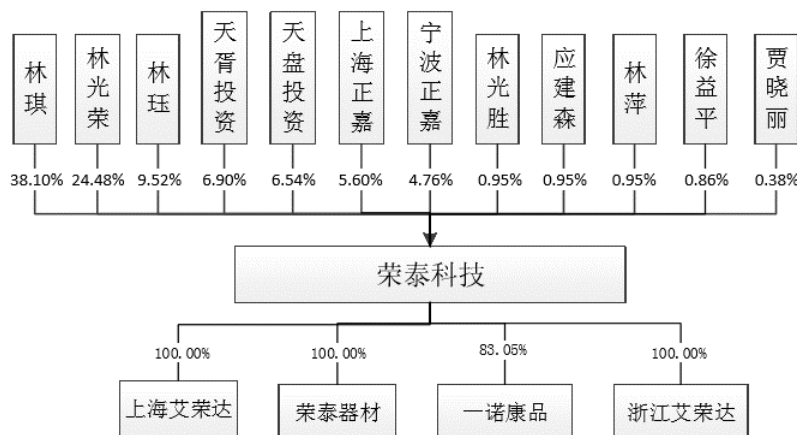 林琪
林光荣
林珏
天胥投资
天盘投资
上海正嘉
宁波正嘉
林光胜
应建森
林萍
徐益平
贾晓丽
38.10% 24.48% 9.52% 6.90% 6.54% 5.60% 4.76% 0.95% 0.95% 0.95% 0.86% 0.38%
荣泰科技
100.00% 100.00% 83.05% 100.00%
上海艾荣达 荣泰器材 一诺康品 浙江艾荣达